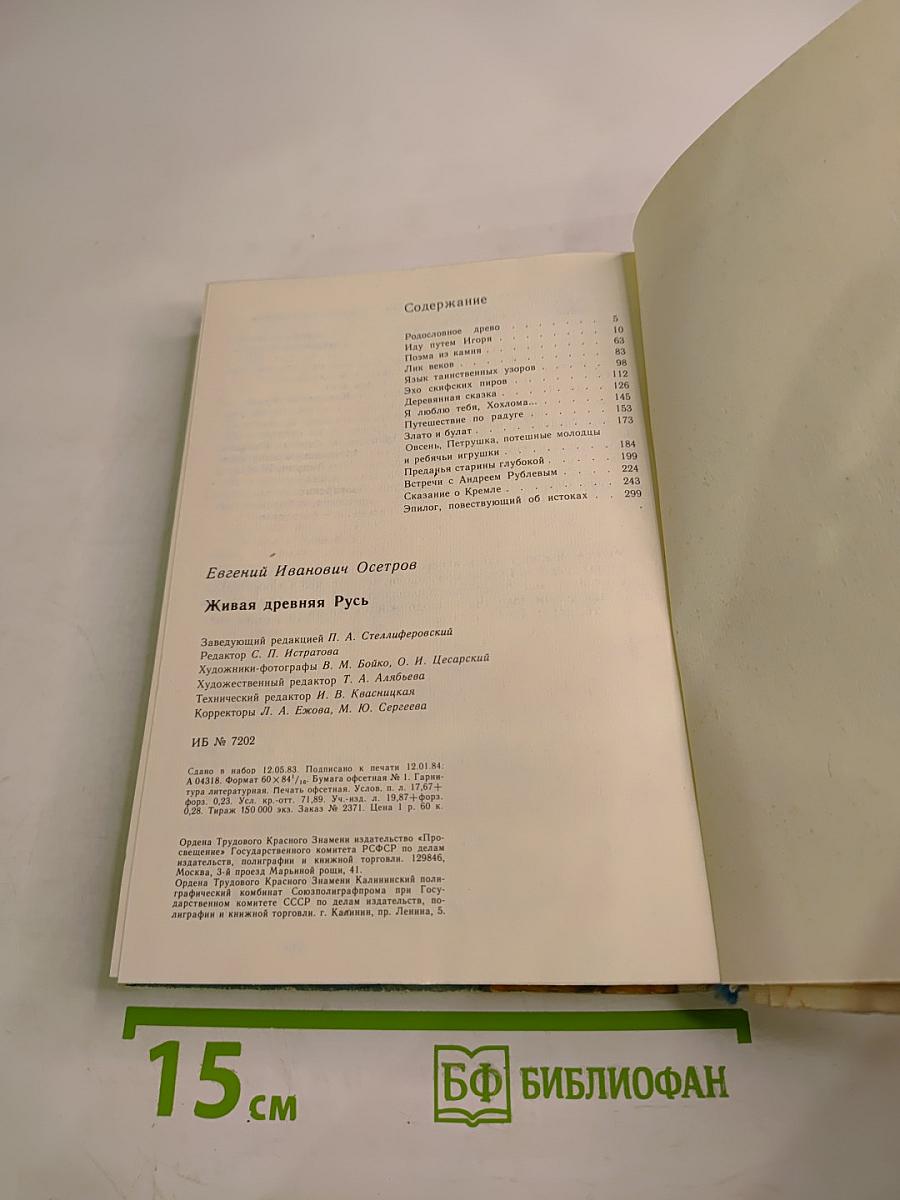 Содержание
Родословное древо . . . . . . . 5
Иду путем Игоря . . . . . . . . 10
Поэма из камня . . . . . . . . 63
Лик веков . . . . . . . . . . 83
Язык таинственных узоров . . . . . 98
Эхо скифских пиров . . . . . . . 112
Деревянная сказка . . . . . . . . 126
Я люблю тебя, Хохлома... . . . . . 145
Путешествие по радуге . . . . . . 153
Злато и булат . . . . . . . . . 173
Овсень, Петрушка, потешные молодцы
и ребячьи игрушки . . . . . . . 184
Преданья старины глубокой . . . . . 199
Встречи с Андреем Рублевым . . . . 224
Сказание о Кремле . . . . . . . 243
Эпилог, повествующий об истоках . . 299
Евгений Иванович Осетров
Живая древняя Русь
Заведующий редакцией П. А. Стеллиферовский
Редактор С. П. Истратова
Художники-фотографы В. М. Бойко, О. И. Цесарский
Художественный редактор Т. А. Алябьева
Технический редактор И. В. Квасницкая
Корректоры Л. А. Ежова, М. Ю. Сергеева
ИБ № 7202
Сдано в набор 12.05.83. Подписано к печати 12.01.84:
А 04318. Формат 60×84¹/₁₆. Бумага офсетная № 1. Гарни-
тура литературная. Печать офсетная. Услов. п. л. 17,67+
форз. 0,23. Усл. кр.-отт. 71,89. Уч.-изд. л. 19,87+форз.
0,28. Тираж 150 000 экз. Заказ № 2371. Цена 1 р. 60 к.
Ордена Трудового Красного Знамени издательство «Про-
свещение» Государственного комитета РСФСР по делам
издательств, полиграфии и книжной торговли. 129846,
Москва, 3-й проезд Марьиной рощи, 41.
Ордена Трудового Красного Знамени Калининский поли-
графический комбинат Союзполиграфпрома при Госу-
дарственном комитете СССР по делам издательств, по-
лиграфии и книжной торговли. г. Калинин, пр. Ленина, 5.
15 см
БФ БИБЛИОФАН